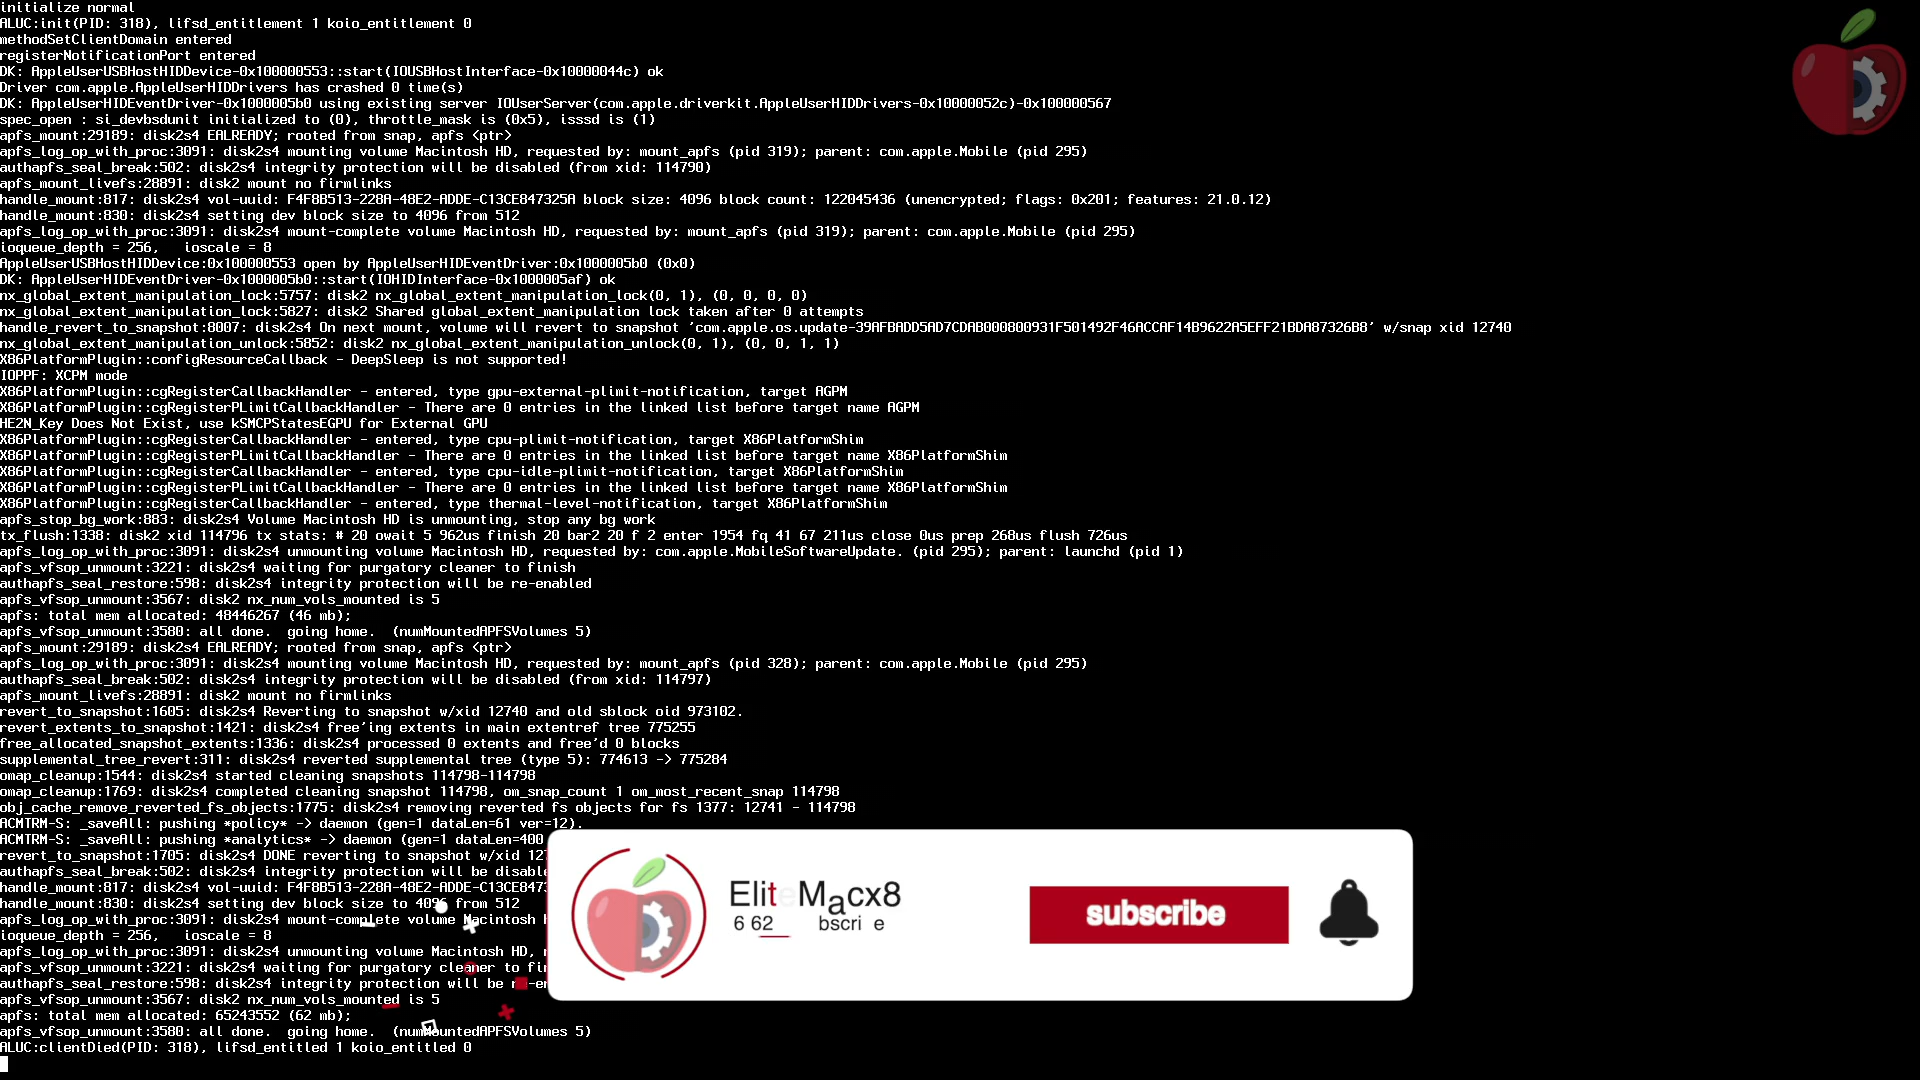 initialize normal
ALUC:init(PID: 318), lifsd_entitlement 1 koio_entitlement 0
methodSetClientDomain entered
registerNotificationPort entered
DK: AppleUserUSBHostHIDDevice-0x100000553::start(IOUSBHostInterface-0x10000044c) ok
Driver com.apple.AppleUserHIDDrivers has crashed 0 time(s)
DK: AppleUserHIDEventDriver-0x1000005b0 using existing server IOUserServer(com.apple.driverkit.AppleUserHIDDrivers-0x10000052c)-0x100000567
spec_open : si_devbsdunit initialized to (0), throttle_mask is (0x5), isssd is (1)
apfs_mount:29189: disk2s4 EALREADY; rooted from snap, apfs <ptr>
apfs_log_op_with_proc:3091: disk2s4 mounting volume Macintosh HD, requested by: mount_apfs (pid 319); parent: com.apple.Mobile (pid 295)
authapfs_seal_break:502: disk2s4 integrity protection will be disabled (from xid: 114790)
apfs_mount_livefs:28891: disk2 mount no firmlinks
handle_mount:817: disk2s4 vol-uuid: F4F8B513-228A-48E2-ADDE-C13CE847325A block size: 4096 block count: 122045436 (unencrypted; flags: 0x201; features: 21.0.12)
handle_mount:830: disk2s4 setting dev block size to 4096 from 512
apfs_log_op_with_proc:3091: disk2s4 mount-complete volume Macintosh HD, requested by: mount_apfs (pid 319); parent: com.apple.Mobile (pid 295)
ioqueue_depth = 256,   ioscale = 8
AppleUserUSBHostHIDDevice:0x100000553 open by AppleUserHIDEventDriver:0x1000005b0 (0x0)
DK: AppleUserHIDEventDriver-0x1000005b0::start(IOHIDInterface-0x1000005af) ok
nx_global_extent_manipulation_lock:5757: disk2 nx_global_extent_manipulation_lock(0, 1), (0, 0, 0, 0)
nx_global_extent_manipulation_lock:5827: disk2 Shared global_extent_manipulation lock taken after 0 attempts
handle_revert_to_snapshot:8007: disk2s4 On next mount, volume will revert to snapshot 'com.apple.os.update-39AFBADD5AD7CDAB000800931F501492F46ACCAF14B9622A5EFF21BDA87326B8' w/snap xid 12740
nx_global_extent_manipulation_unlock:5852: disk2 nx_global_extent_manipulation_unlock(0, 1), (0, 0, 1, 1)
X86PlatformPlugin::configResourceCallback - DeepSleep is not supported!
IOPPF: XCPM mode
X86PlatformPlugin::cgRegisterCallbackHandler - entered, type gpu-external-plimit-notification, target AGPM
X86PlatformPlugin::cgRegisterPLimitCallbackHandler - There are 0 entries in the linked list before target name AGPM
HE2N_Key Does Not Exist, use kSMCPStatesEGPU for External GPU
X86PlatformPlugin::cgRegisterCallbackHandler - entered, type cpu-plimit-notification, target X86PlatformShim
X86PlatformPlugin::cgRegisterPLimitCallbackHandler - There are 0 entries in the linked list before target name X86PlatformShim
X86PlatformPlugin::cgRegisterCallbackHandler - entered, type cpu-idle-plimit-notification, target X86PlatformShim
X86PlatformPlugin::cgRegisterPLimitCallbackHandler - There are 0 entries in the linked list before target name X86PlatformShim
X86PlatformPlugin::cgRegisterCallbackHandler - entered, type thermal-level-notification, target X86PlatformShim
apfs_stop_bg_work:883: disk2s4 Volume Macintosh HD is unmounting, stop any bg work
tx_flush:1338: disk2 xid 114796 tx stats: # 20 owait 5 962us finish 20 bar2 20 f 2 enter 1954 fq 41 67 211us close 0us prep 268us flush 726us
apfs_log_op_with_proc:3091: disk2s4 unmounting volume Macintosh HD, requested by: com.apple.MobileSoftwareUpdate. (pid 295); parent: launchd (pid 1)
apfs_vfsop_unmount:3221: disk2s4 waiting for purgatory cleaner to finish
authapfs_seal_restore:598: disk2s4 integrity protection will be re-enabled
apfs_vfsop_unmount:3567: disk2 nx_num_vols_mounted is 5
apfs: total mem allocated: 48446267 (46 mb);
apfs_vfsop_unmount:3580: all done.  going home.  (numMountedAPFSVolumes 5)
apfs_mount:29189: disk2s4 EALREADY; rooted from snap, apfs <ptr>
apfs_log_op_with_proc:3091: disk2s4 mounting volume Macintosh HD, requested by: mount_apfs (pid 328); parent: com.apple.Mobile (pid 295)
authapfs_seal_break:502: disk2s4 integrity protection will be disabled (from xid: 114797)
apfs_mount_livefs:28891: disk2 mount no firmlinks
revert_to_snapshot:1605: disk2s4 Reverting to snapshot w/xid 12740 and old sblock oid 973102.
revert_extents_to_snapshot:1421: disk2s4 free'ing extents in main extentref tree 775255
free_allocated_snapshot_extents:1336: disk2s4 processed 0 extents and free'd 0 blocks
supplemental_tree_revert:311: disk2s4 reverted supplemental tree (type 5): 774613 -> 775284
omap_cleanup:1544: disk2s4 started cleaning snapshots 114798-114798
omap_cleanup:1769: disk2s4 completed cleaning snapshot 114798, om_snap_count 1 om_most_recent_snap 114798
obj_cache_remove_reverted_fs_objects:1775: disk2s4 removing reverted fs objects for fs 1377: 12741 - 114798
ACMTRM-S: _saveAll: pushing *policy* -> daemon (gen=1 dataLen=61 ver=12).
ACMTRM-S: _saveAll: pushing *analytics* -> daemon (gen=1 dataLen=400
revert_to_snapshot:1705: disk2s4 DONE reverting to snapshot w/xid 127
authapfs_seal_break:502: disk2s4 integrity protection will be disable
handle_mount:817: disk2s4 vol-uuid: F4F8B513-228A-48E2-ADDE-C13CE8473
handle_mount:830: disk2s4 setting dev block size to 4096 from 512
apfs_log_op_with_proc:3091: disk2s4 mount-complete volume Macintosh H
ioqueue_depth = 256,   ioscale = 8
apfs_log_op_with_proc:3091: disk2s4 unmounting volume Macintosh HD, r
apfs_vfsop_unmount:3221: disk2s4 waiting for purgatory cleaner to fin
authapfs_seal_restore:598: disk2s4 integrity protection will be re-en
apfs_vfsop_unmount:3567: disk2 nx_num_vols_mounted is 5
apfs: total mem allocated: 65243552 (62 mb);
apfs_vfsop_unmount:3580: all done.  going home.  (numMountedAPFSVolumes 5)
ALUC:clientDied(PID: 318), lifsd_entitled 1 koio_entitled 0
EliteMacx8
subscribe